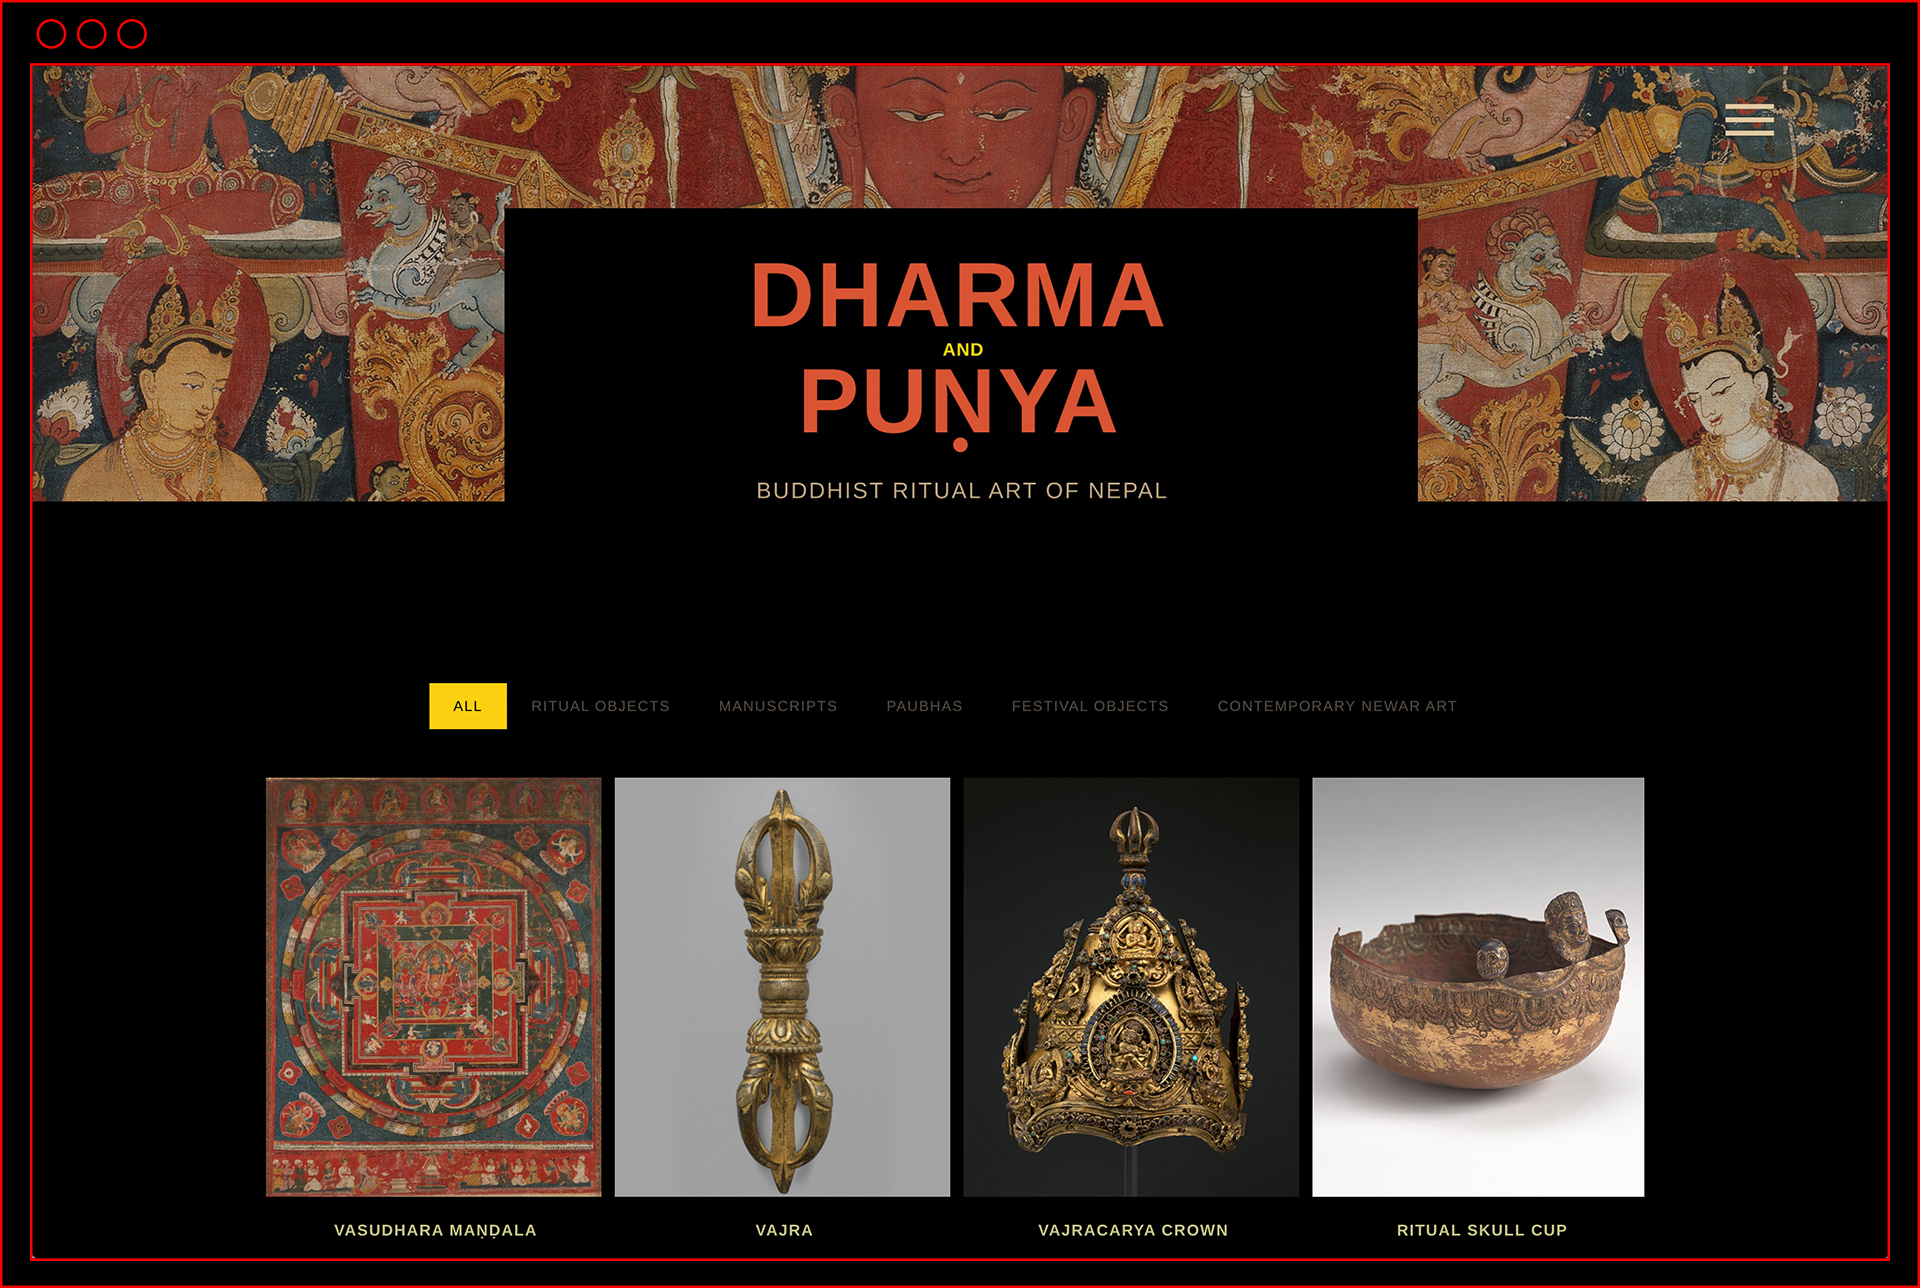 DHARMA
AND
PUṆYA
BUDDHIST RITUAL ART OF NEPAL
ALL RITUAL OBJECTS MANUSCRIPTS PAUBHAS FESTIVAL OBJECTS CONTEMPORARY NEWAR ART
VASUDHARA MAṆḌALA VAJRA VAJRACARYA CROWN RITUAL SKULL CUP